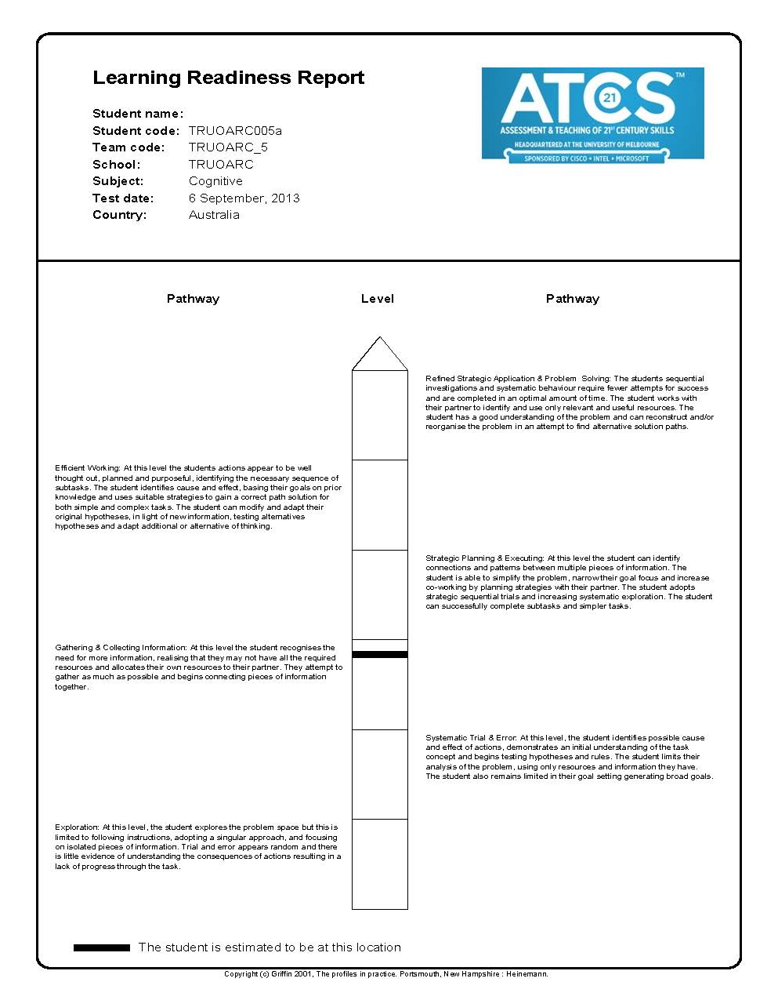 Learning Readiness Report
ATCS™
21
ASSESSMENT & TEACHING OF 21ST CENTURY SKILLS
HEADQUARTERED AT THE UNIVERSITY OF MELBOURNE
SPONSORED BY CISCO • INTEL • MICROSOFT
Student name:
Student code: TRUOARC005a
Team code: TRUOARC_5
School: TRUOARC
Subject: Cognitive
Test date: 6 September, 2013
Country: Australia
Pathway Level Pathway
Refined Strategic Application & Problem Solving: The students sequential
investigations and systematic behaviour require fewer attempts for success
and are completed in an optimal amount of time. The student works with
their partner to identify and use only relevant and useful resources. The
student has a good understanding of the problem and can reconstruct and/or
reorganise the problem in an attempt to find alternative solution paths.
Efficient Working: At this level the students actions appear to be well
thought out, planned and purposeful, identifying the necessary sequence of
subtasks. The student identifies cause and effect, basing their goals on prior
knowledge and uses suitable strategies to gain a correct path solution for
both simple and complex tasks. The student can modify and adapt their
original hypotheses, in light of new information, testing alternatives
hypotheses and adapt additional or alternative of thinking.
Strategic Planning & Executing: At this level the student can identify
connections and patterns between multiple pieces of information. The
student is able to simplify the problem, narrow their goal focus and increase
co-working by planning strategies with their partner. The student adopts
strategic sequential trials and increasing systematic exploration. The student
can successfully complete subtasks and simpler tasks.
Gathering & Collecting Information: At this level the student recognises the
need for more information, realising that they may not have all the required
resources and allocates their own resources to their partner. They attempt to
gather as much as possible and begins connecting pieces of information
together.
Systematic Trial & Error: At this level, the student identifies possible cause
and effect of actions, demonstrates an initial understanding of the task
concept and begins testing hypotheses and rules. The student limits their
analysis of the problem, using only resources and information they have.
The student also remains limited in their goal setting generating broad goals.
Exploration: At this level, the student explores the problem space but this is
limited to following instructions, adopting a singular approach, and focusing
on isolated pieces of information. Trial and error appears random and there
is little evidence of understanding the consequences of actions resulting in a
lack of progress through the task.
The student is estimated to be at this location
Copyright (c) Griffin 2001, The profiles in practice. Portsmouth, New Hampshire : Heinemann.